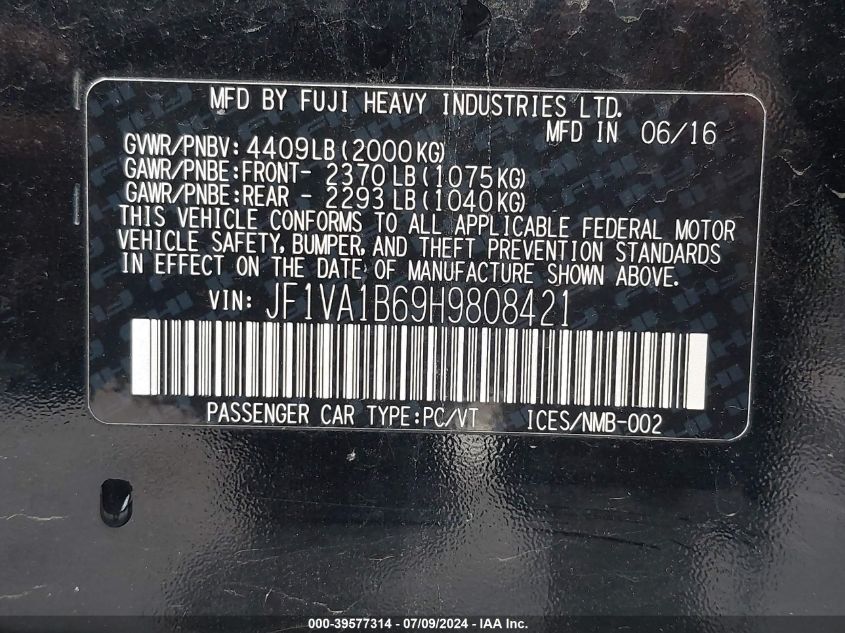 MFD BY FUJI HEAVY INDUSTRIES LTD.
MFD IN 06/16
GVWR/PNBV: 4409LB (2000KG)
GAWR/PNBE:FRONT- 2370LB (1075KG)
GAWR/PNBE:REAR - 2293LB (1040KG)
THIS VEHICLE CONFORMS TO ALL APPLICABLE FEDERAL MOTOR
VEHICLE SAFETY, BUMPER, AND THEFT PREVENTION STANDARDS
IN EFFECT ON THE DATE OF MANUFACTURE SHOWN ABOVE.
VIN: JF1VA1B69H9808421
PASSENGER CAR TYPE:PC/VT ICES/NMB-002
000-39577314 - 07/09/2024 - IAA Inc.